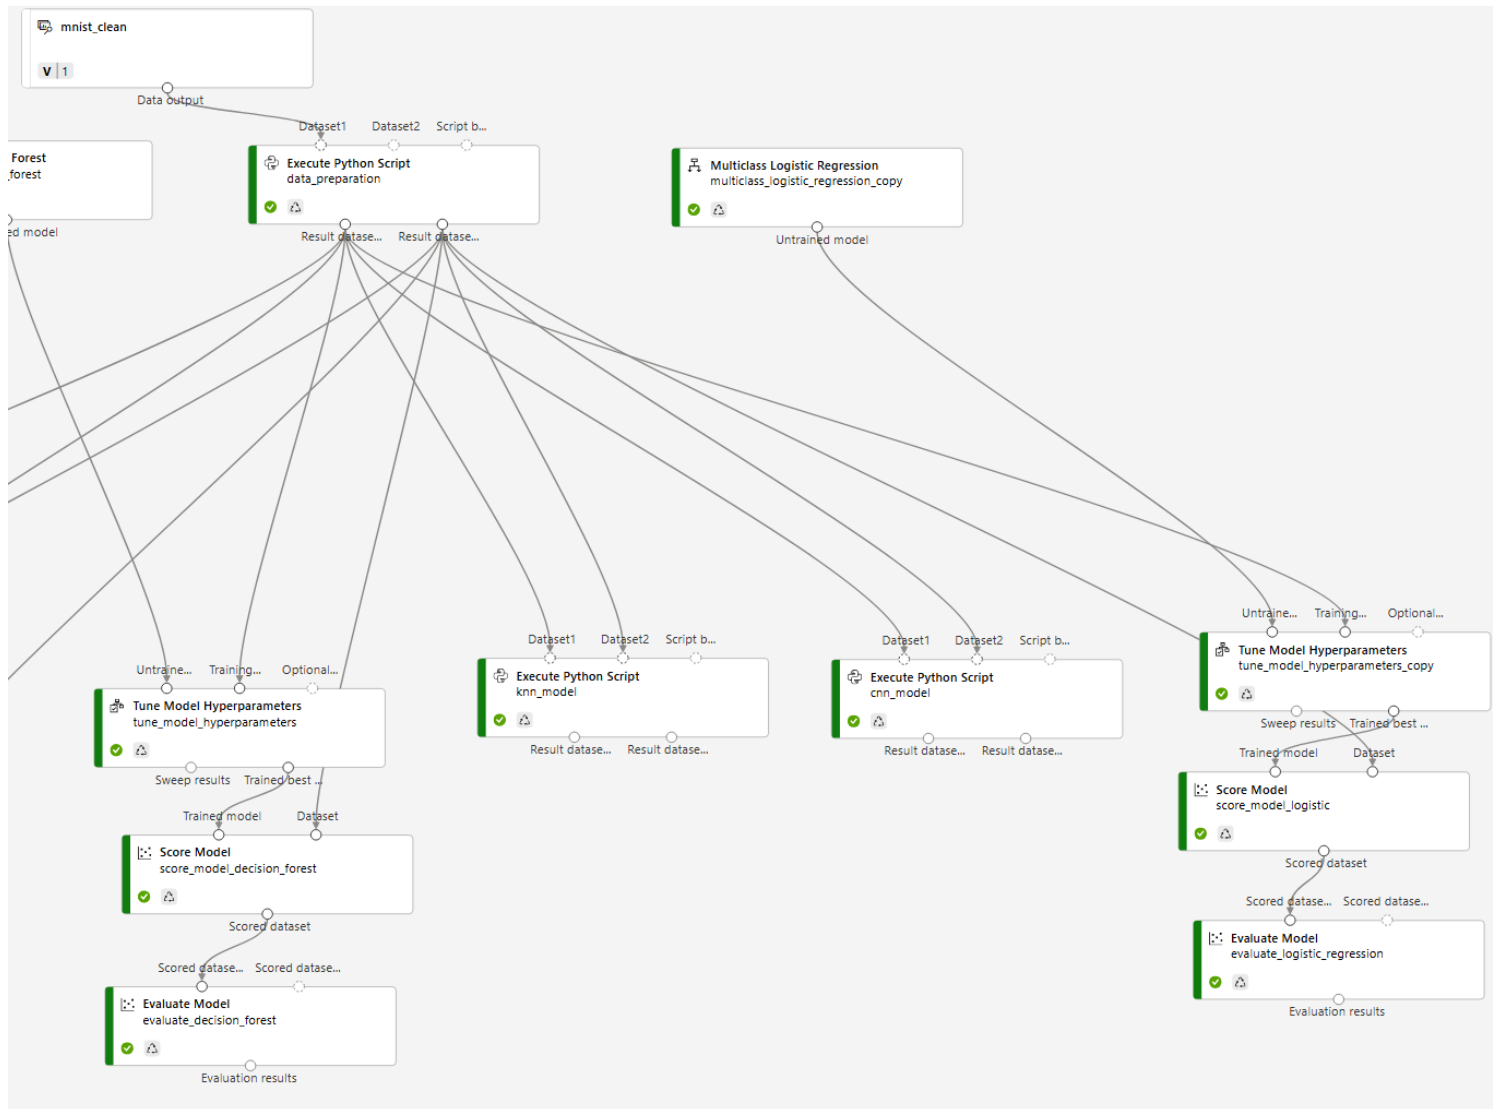 mnist_clean
V 1
Data output
Dataset1 Dataset2 Script b...
Forest
_forest
ed model
Execute Python Script
data_preparation
Result datase... Result datase...
Multiclass Logistic Regression
multiclass_logistic_regression_copy
Untrained model
Untraine... Training... Optional...
Tune Model Hyperparameters
tune_model_hyperparameters
Sweep results Trained best ...
Trained model Dataset
Score Model
score_model_decision_forest
Scored dataset
Scored datase... Scored datase...
Evaluate Model
evaluate_decision_forest
Evaluation results
Dataset1 Dataset2 Script b...
Execute Python Script
knn_model
Result datase... Result datase...
Dataset1 Dataset2 Script b...
Execute Python Script
cnn_model
Result datase... Result datase...
Untraine... Training... Optional...
Tune Model Hyperparameters
tune_model_hyperparameters_copy
Sweep results Trained best ...
Trained model Dataset
Score Model
score_model_logistic
Scored dataset
Scored datase... Scored datase...
Evaluate Model
evaluate_logistic_regression
Evaluation results